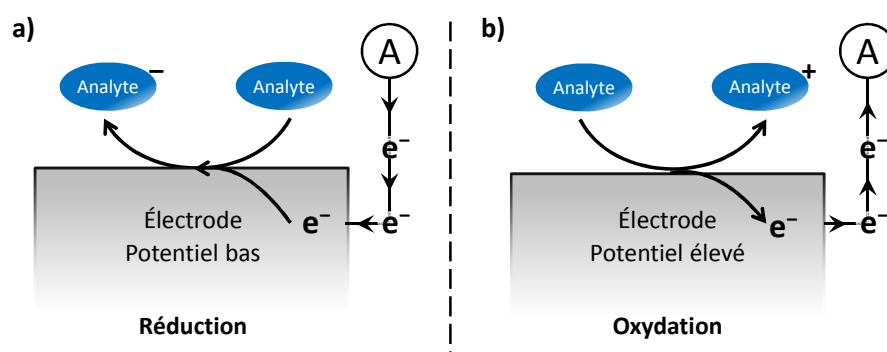 a)
Analyte −
Analyte
A
e−
e−
e−
Électrode
Potentiel bas
Réduction
b)
Analyte
Analyte +
A
e−
e−
e−
Électrode
Potentiel élevé
Oxydation